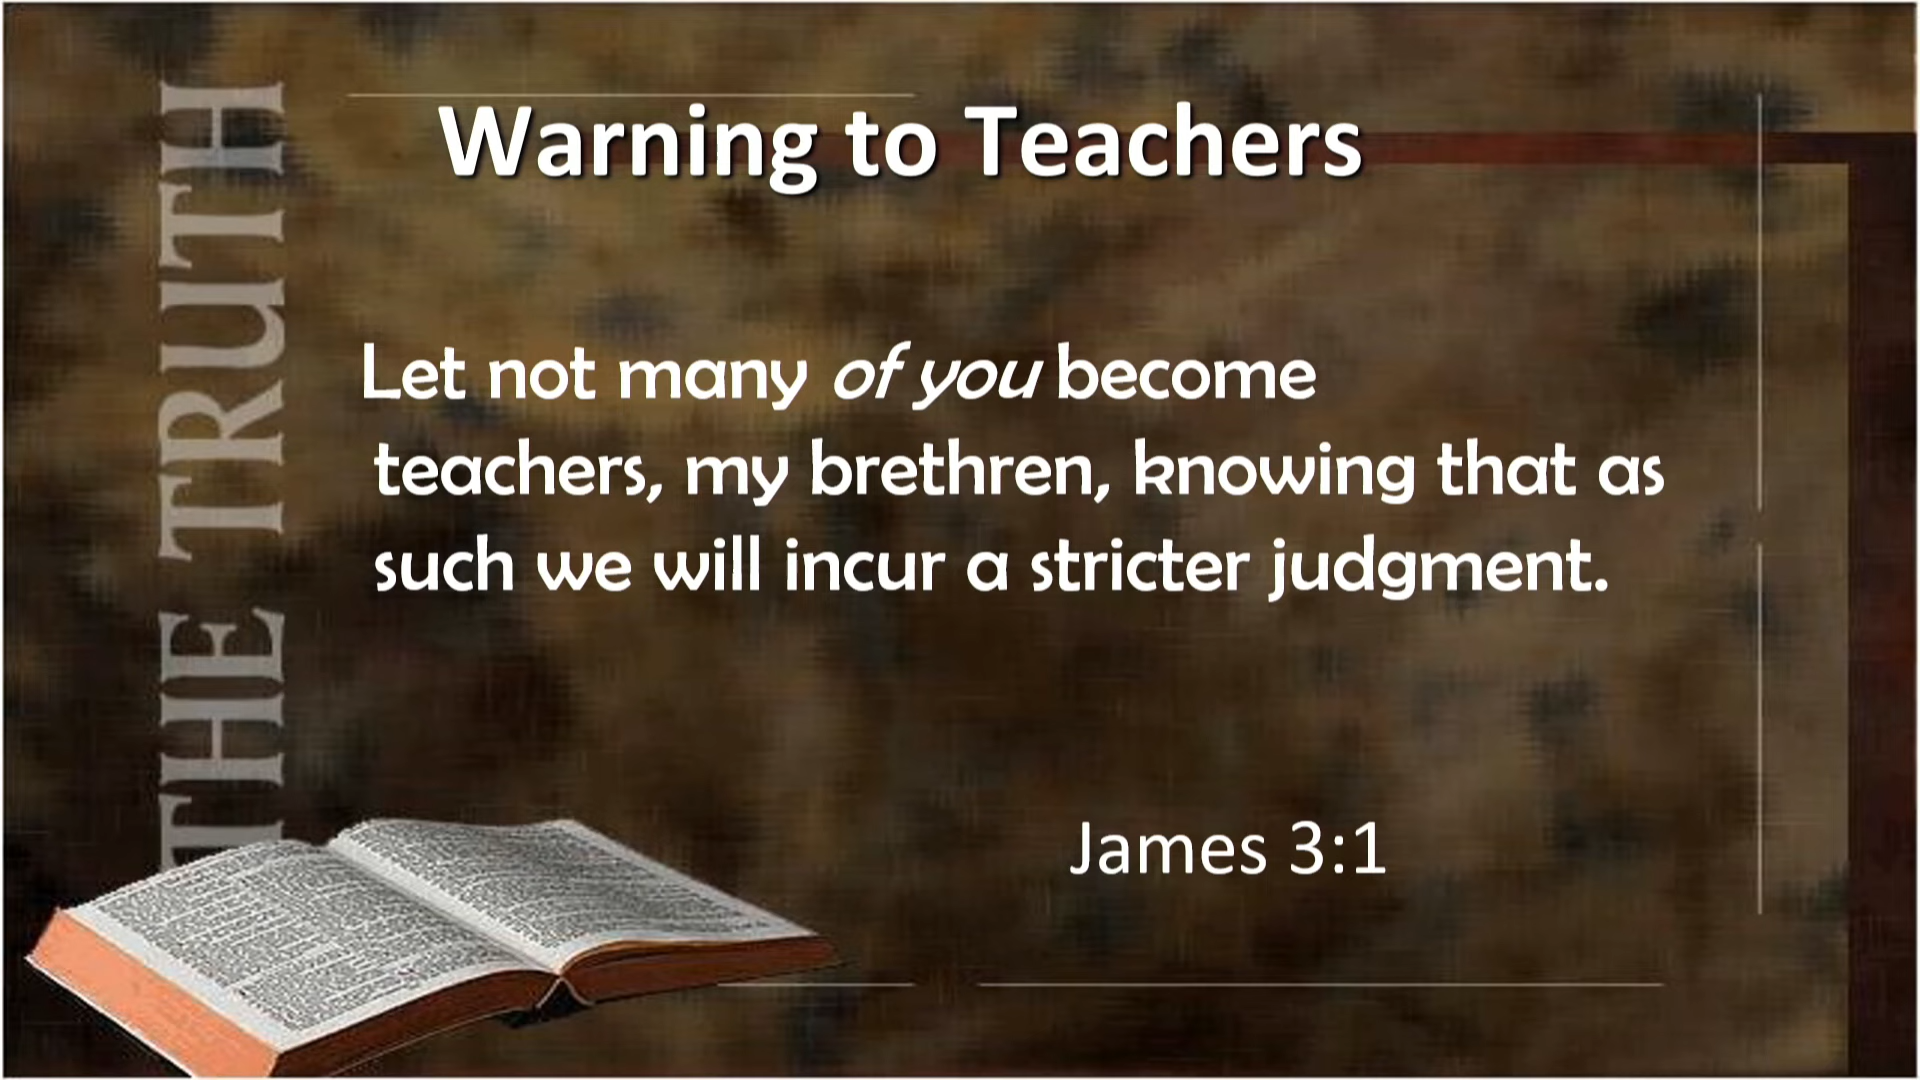 THE TRUTH
Warning to Teachers
Let not many of you become
teachers, my brethren, knowing that as
such we will incur a stricter judgment.
James 3:1